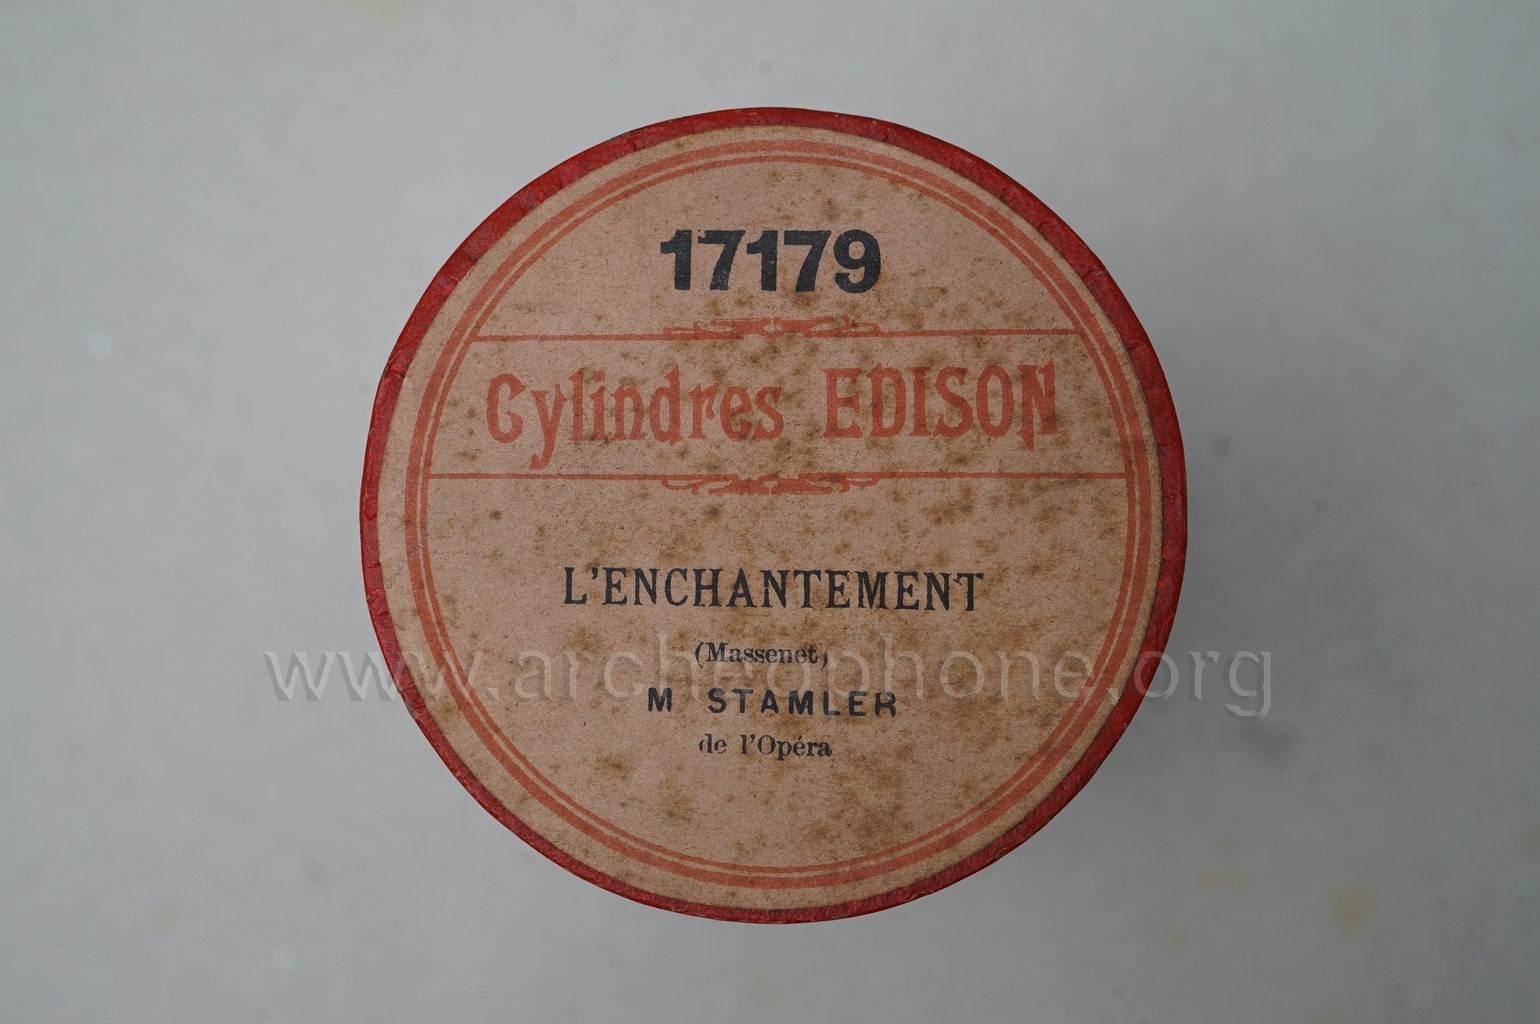 17179
Cylindres EDISON
L'ENCHANTEMENT
(Massenet)
www.archeophone.org
M STAMLER
de l'Opéra